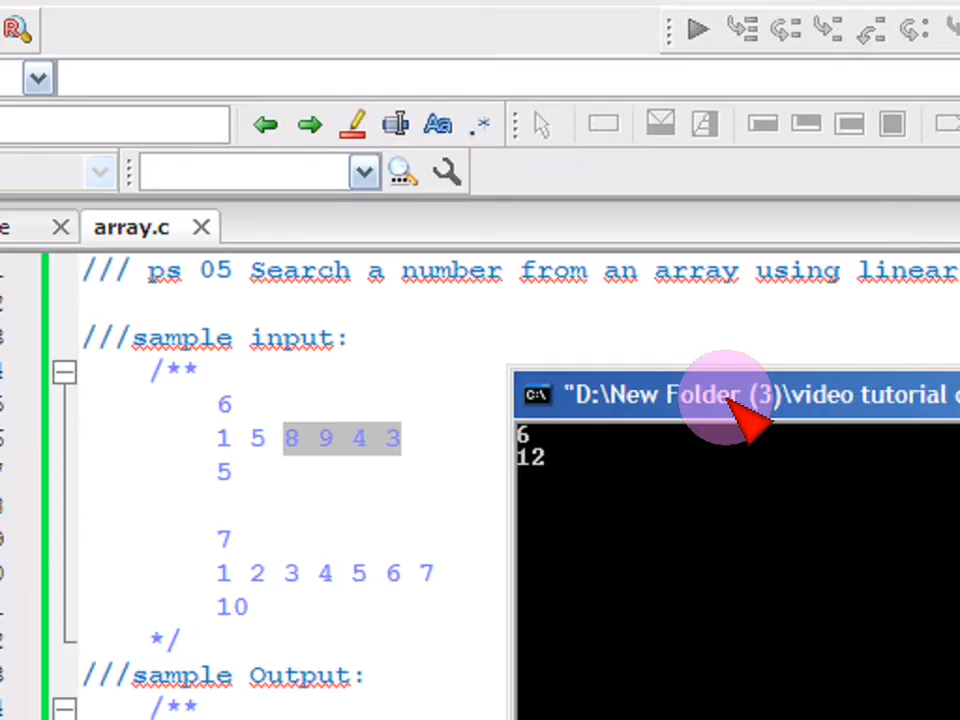 e
array.c
/// ps 05 Search a number from an array using linear
///sample input:
/**
6
1 5 8 9 4 3
5
7
1 2 3 4 5 6 7
10
*/
///sample Output:
/**
"D:\New Folder (3)\video tutorial c
6
12